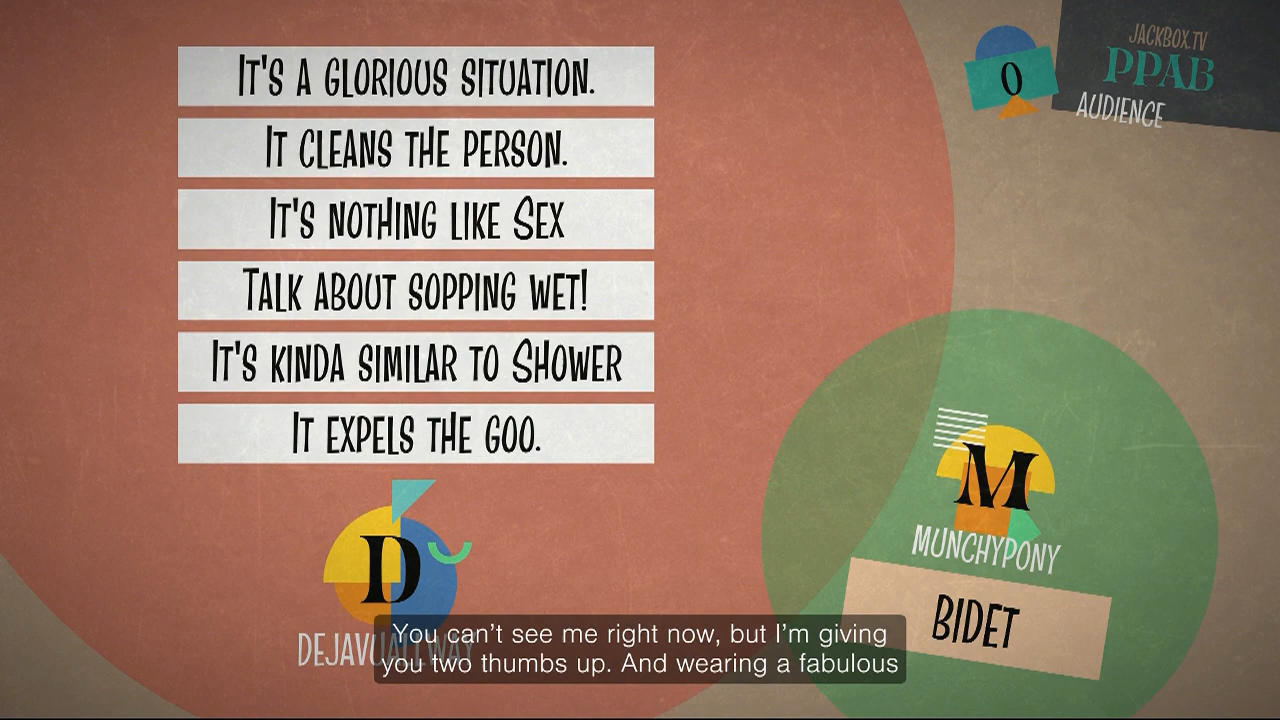 IT'S A GLORIOUS SITUATION.
IT CLEANS THE PERSON.
IT'S NOTHING LIKE SEX
TALK ABOUT SOPPING WET!
IT'S KINDA SIMILAR TO SHOWER
IT EXPELS THE GOO.
D
DEJAVUALLWAY
0
AUDIENCE
JACKBOX.TV
PPAB
M
MUNCHYPONY
BIDET
You can't see me right now, but I'm giving
you two thumbs up. And wearing a fabulous